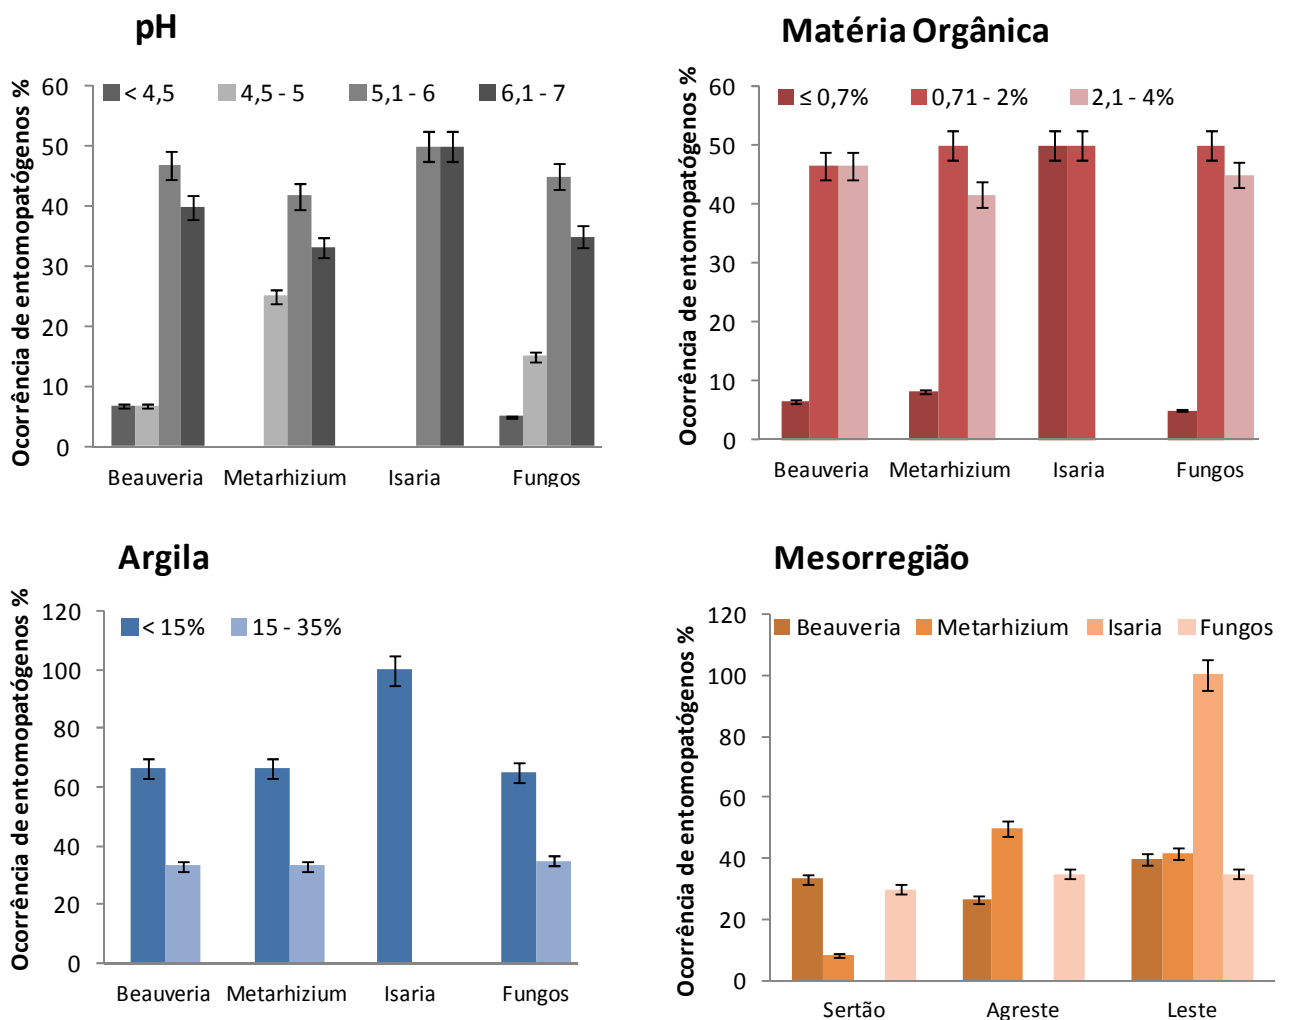 pH
Ocorrência de entomopatógenos %
60
50
40
30
20
10
0
< 4,5 4,5 - 5 5,1 - 6 6,1 - 7
Beauveria Metarhizium Isaria Fungos
Matéria Orgânica
Ocorrência de entomopatógenos %
60
50
40
30
20
10
0
≤ 0,7% 0,71 - 2% 2,1 - 4%
Beauveria Metarhizium Isaria Fungos
Argila
Ocorrência de entomopatógenos %
120
100
80
60
40
20
0
< 15% 15 - 35%
Beauveria Metarhizium Isaria Fungos
Mesorregião
Ocorrência de entomopatógenos %
120
100
80
60
40
20
0
Beauveria Metarhizium Isaria Fungos
Sertão Agreste Leste